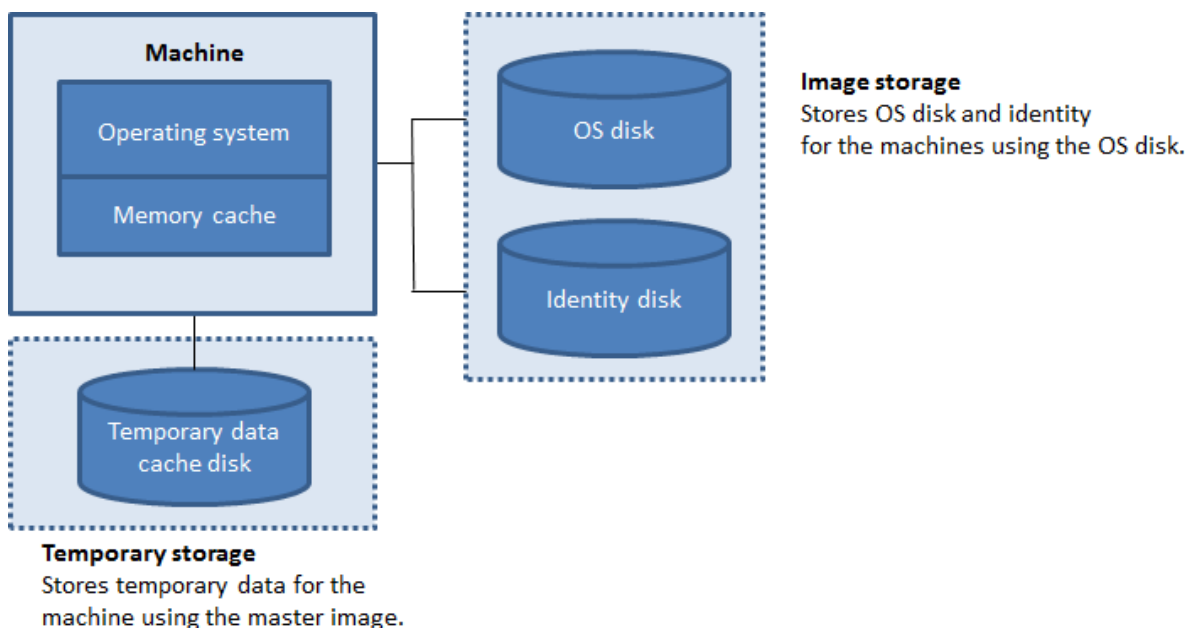 Machine
Operating system
Memory cache
OS disk
Identity disk
Image storage
Stores OS disk and identity
for the machines using the OS disk.
Temporary data
cache disk
Temporary storage
Stores temporary data for the
machine using the master image.